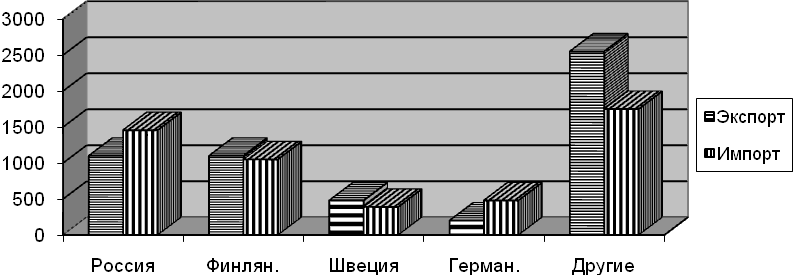 3000
2500
2000
1500
1000
500
0
Россия
Финлян.
Швеция
Герман.
Другие
Экспорт
Импорт